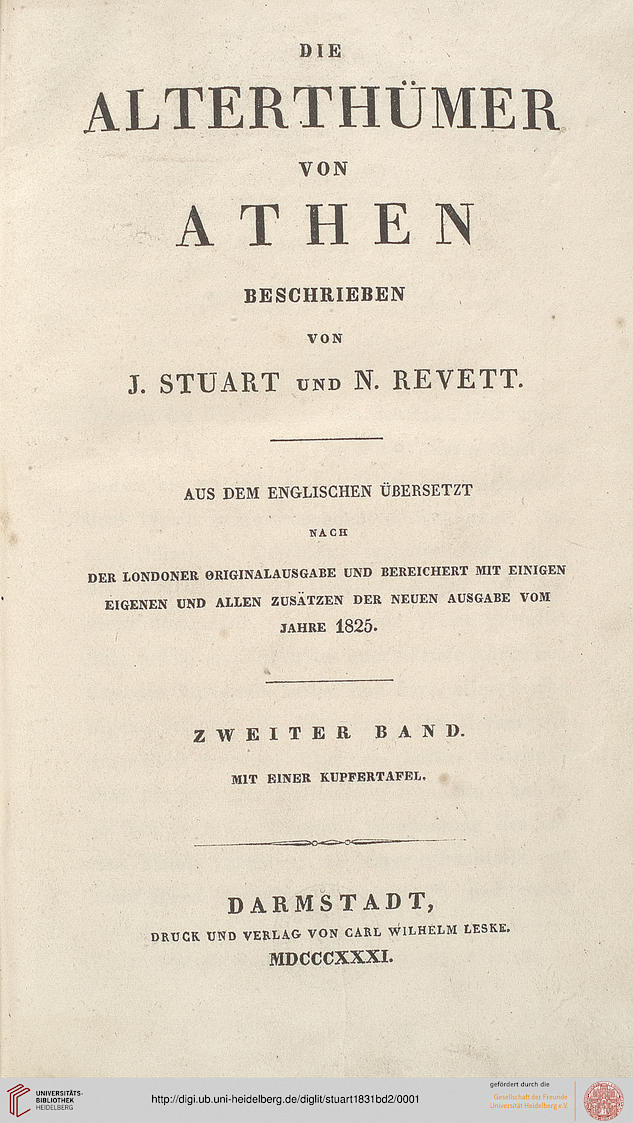 DIE
ALTERTHÜMER
VON
ATHEN
BESCHRIEBEN
VON
J. STUART UND N. REVETT.
AUS DEM ENGLISCHEN ÜBERSETZT
NACH
DER LONDONER ORIGINALAUSGABE UND BEREICHERT MIT EINIGEN
EIGENEN UND ALLEN ZUSÄTZEN DER NEUEN AUSGABE VOM
JAHRE 1825.
ZWEITER BAND.
MIT EINER KUPFERTAFEL.
DARMSTADT,
DRUCK UND VERLAG VON CARL WILHELM LESKE.
MDCCCXXXI.
UNIVERSITÄTS-
BIBLIOTHEK
HEIDELBERG
http://digi.ub.uni-heidelberg.de/diglit/stuart1831bd2/0001
gefördert durch die
Gesellschaft der Freunde
Universität Heidelberg e.V.